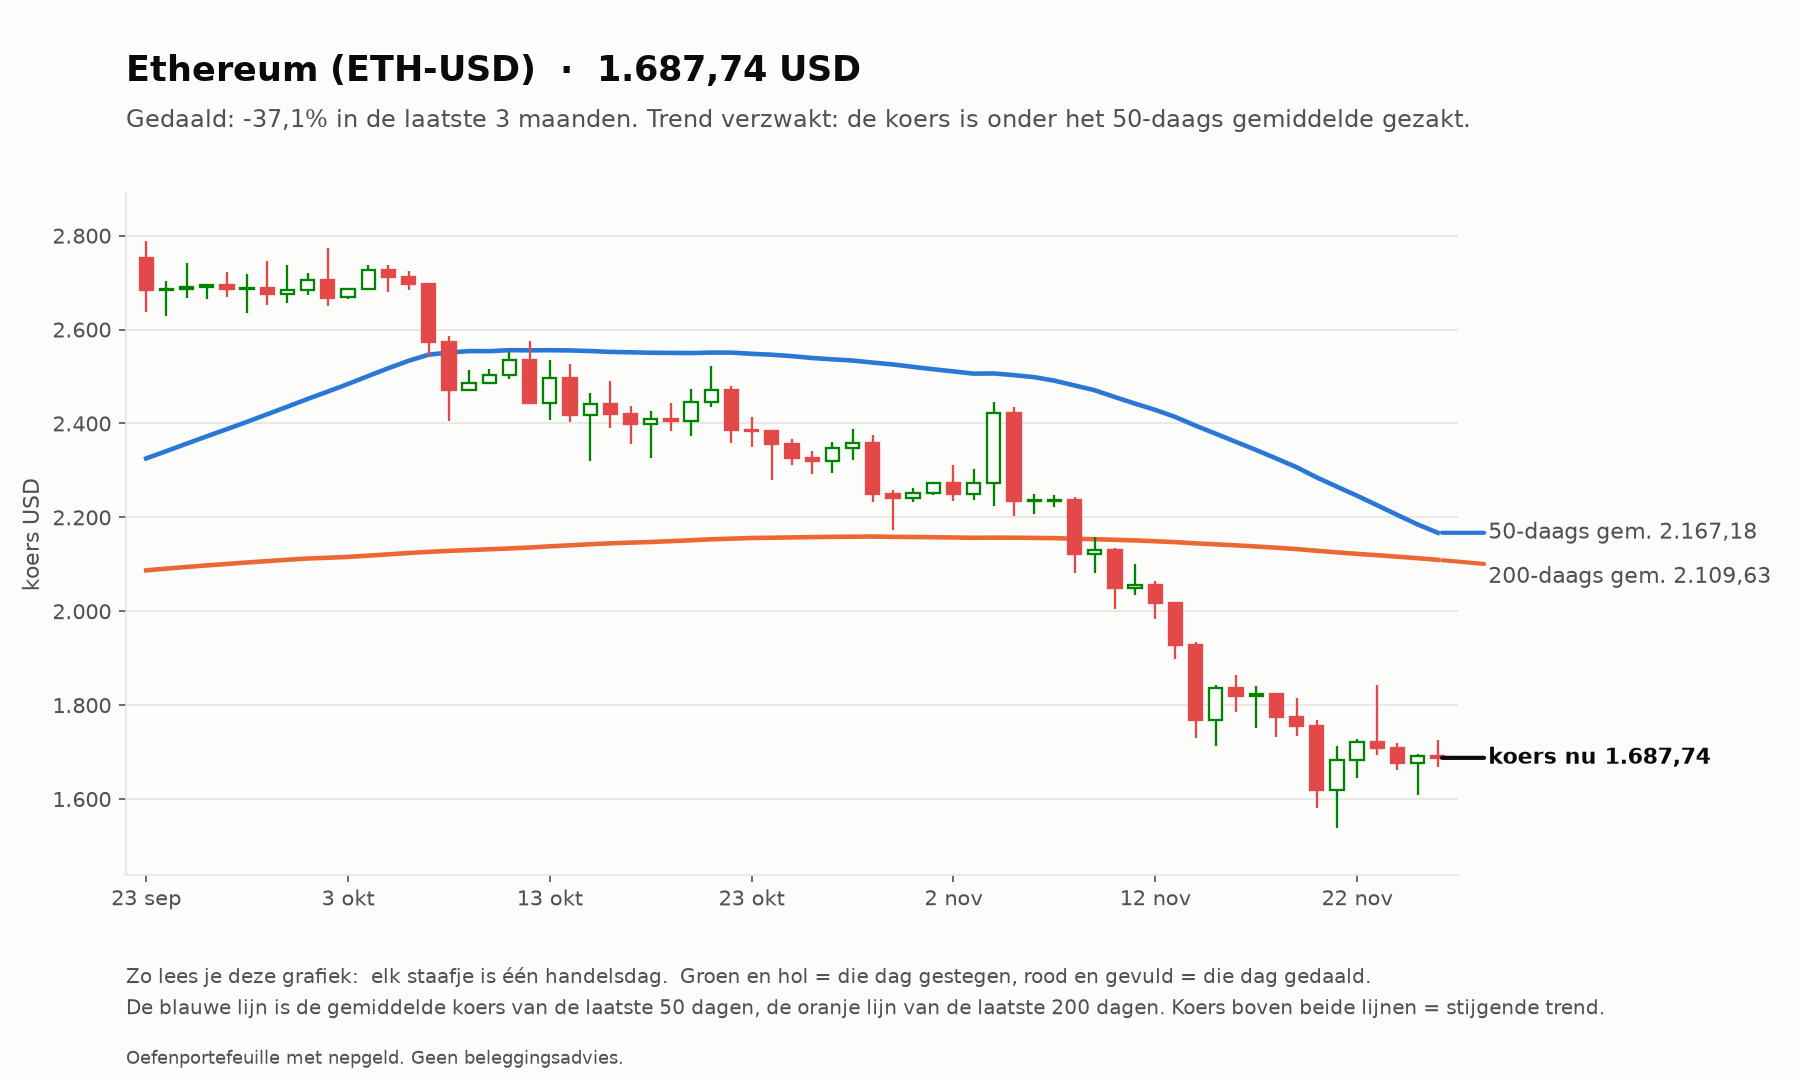 Ethereum (ETH-USD) · 1.687,74 USD
Gedaald: -37,1% in de laatste 3 maanden. Trend verzwakt: de koers is onder het 50-daags gemiddelde gezakt.
koers USD
2.800
2.600
2.400
2.200
2.000
1.800
1.600
50-daags gem. 2.167,18
200-daags gem. 2.109,63
koers nu 1.687,74
23 sep
3 okt
13 okt
23 okt
2 nov
12 nov
22 nov
Zo lees je deze grafiek:  elk staafje is één handelsdag.  Groen en hol = die dag gestegen, rood en gevuld = die dag gedaald.
De blauwe lijn is de gemiddelde koers van de laatste 50 dagen, de oranje lijn van de laatste 200 dagen. Koers boven beide lijnen = stijgende trend.
Oefenportefeuille met nepgeld. Geen beleggingsadvies.